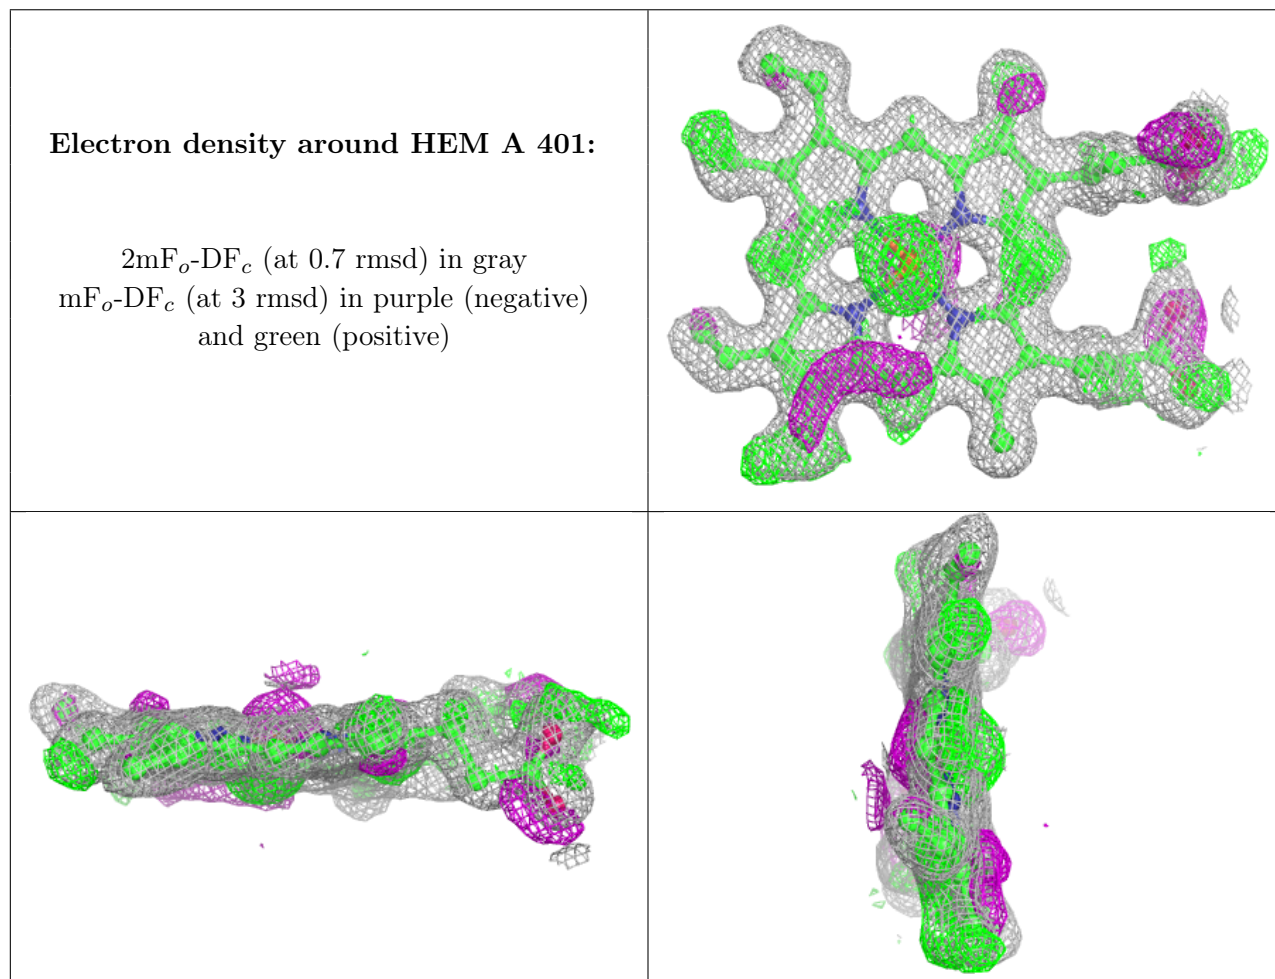 Electron density around HEM A 401:
2mFo-DFc (at 0.7 rmsd) in gray
mFo-DFc (at 3 rmsd) in purple (negative)
and green (positive)